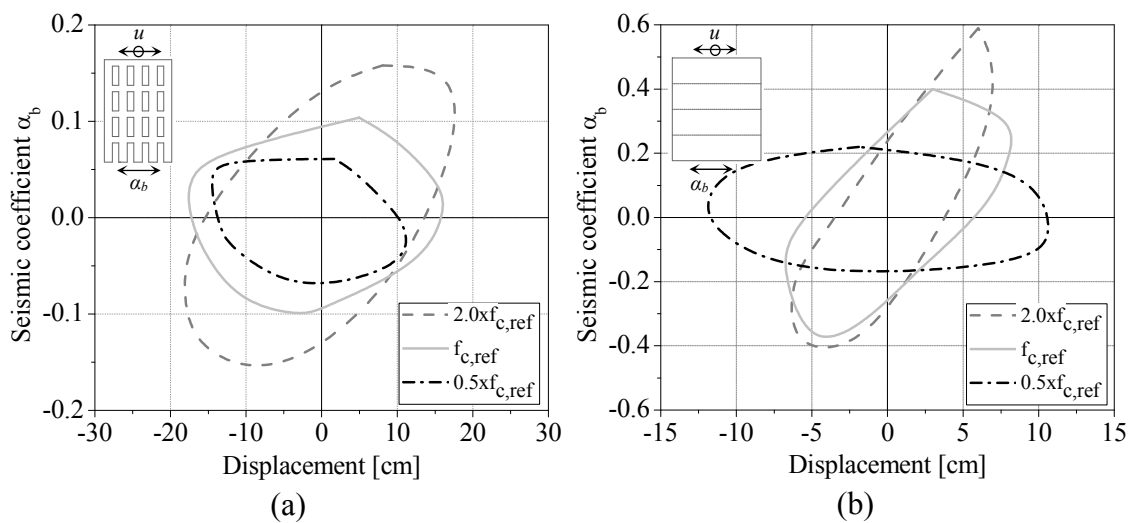 0.2
0.1
0.0
-0.1
-0.2
Seismic coefficient α_b
u
α_b
2.0xf_c,ref
f_c,ref
0.5xf_c,ref
-30 -20 -10 0 10 20 30
Displacement [cm]
(a)
0.6
0.4
0.2
0.0
-0.2
-0.4
-0.6
Seismic coefficient α_b
u
α_b
2.0xf_c,ref
f_c,ref
0.5xf_c,ref
-15 -10 -5 0 5 10 15
Displacement [cm]
(b)